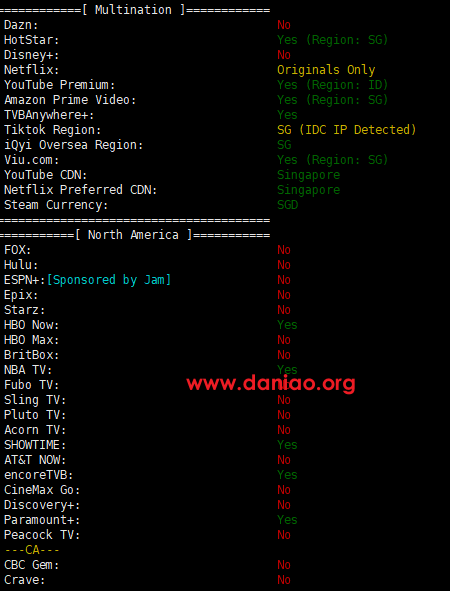 ============[ Multination ]============
Dazn: No
HotStar: Yes (Region: SG)
Disney+: No
Netflix: Originals Only
YouTube Premium: Yes (Region: ID)
Amazon Prime Video: Yes (Region: SG)
TVBAnywhere+: Yes
Tiktok Region: SG (IDC IP Detected)
iQyi Oversea Region: SG
Viu.com: Yes (Region: SG)
YouTube CDN: Singapore
Netflix Preferred CDN: Singapore
Steam Currency: SGD
=======================================
===========[ North America ]===========
FOX: No
Hulu: No
ESPN+:[Sponsored by Jam] No
Epix: No
Starz: No
HBO Now: Yes
HBO Max: No
BritBox: No
NBA TV: Yes
www.daniao.org
Fubo TV:
Sling TV: No
Pluto TV: No
Acorn TV: No
SHOWTIME: Yes
AT&T NOW: No
encoreTVB: Yes
CineMax Go: No
Discovery+: No
Paramount+: Yes
Peacock TV: No
---CA---
CBC Gem: No
Crave: No